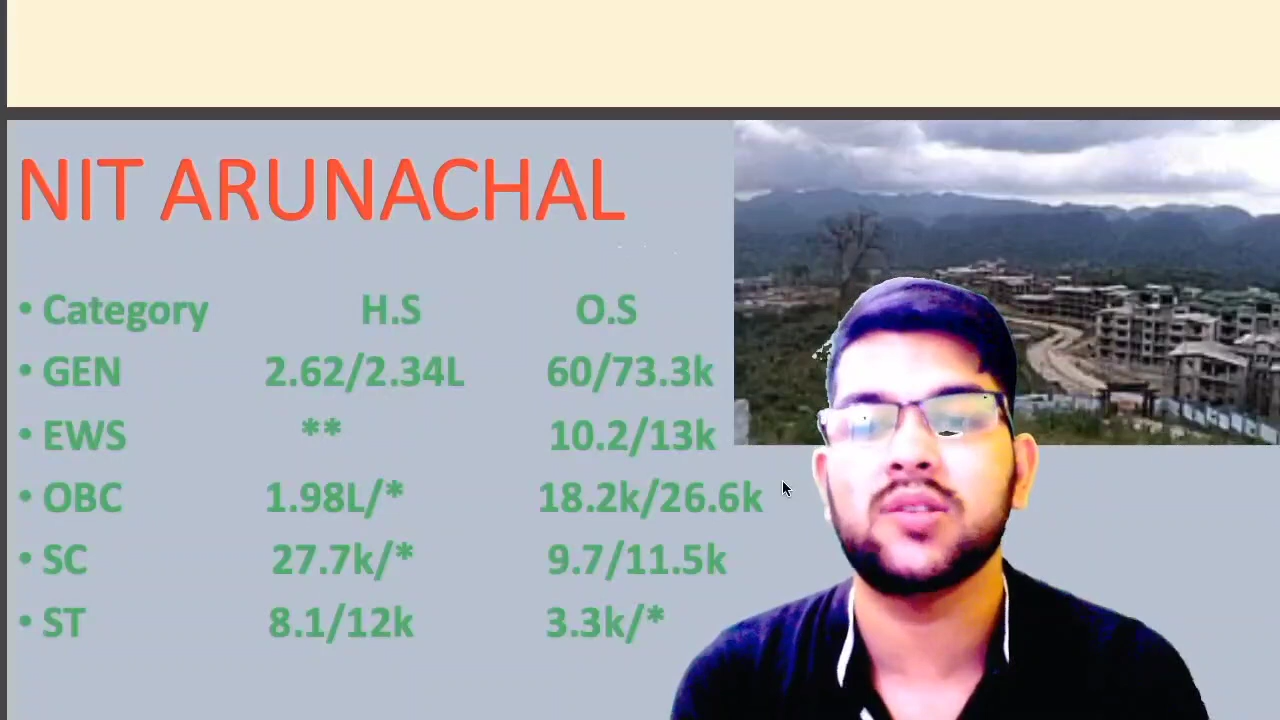 NIT ARUNACHAL
• Category H.S O.S
• GEN 2.62/2.34L 60/73.3k
• EWS ** 10.2/13k
• OBC 1.98L/* 18.2k/26.6k
• SC 27.7k/* 9.7/11.5k
• ST 8.1/12k 3.3k/*